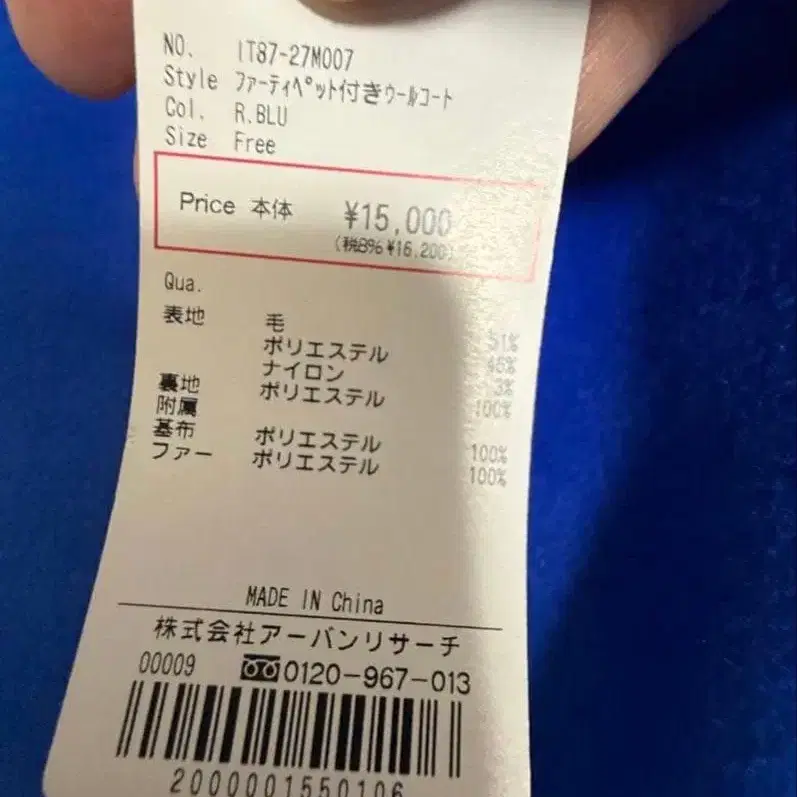 NO. IT87-27M007
Style ファーティペット付きウールコート
Col. R.BLU
Size Free
Price 本体 ¥15,000
(税8% ¥16,200)
Qua.
表地 毛 51%
ポリエステル 46%
ナイロン 3%
裏地 ポリエステル 100%
附属
基布 ポリエステル 100%
ファー ポリエステル 100%
MADE IN China
株式会社アーバンリサーチ
00009 0120-967-013
2000001550106